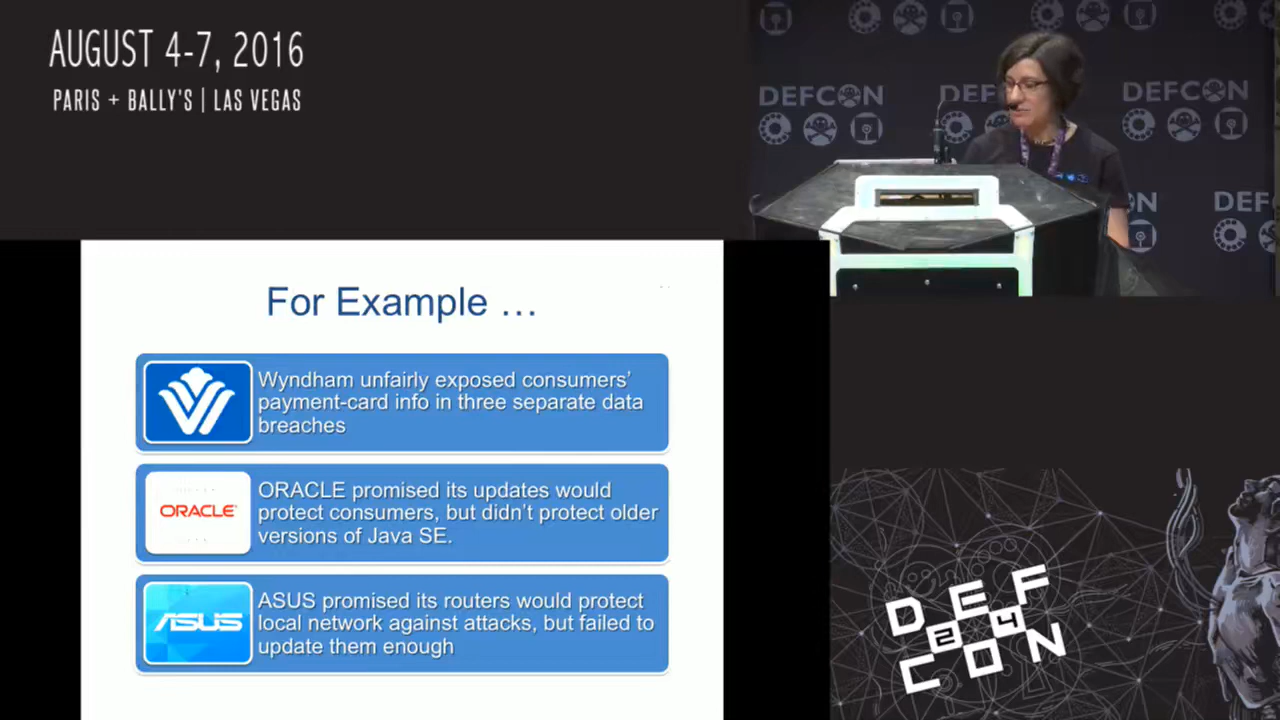 AUGUST 4-7, 2016
PARIS + BALLY'S | LAS VEGAS
DEFCON
DEFCON
DEFCON
DEFCON
For Example …
Wyndham unfairly exposed consumers'
payment-card info in three separate data
breaches
ORACLE
ORACLE promised its updates would
protect consumers, but didn't protect older
versions of Java SE.
ASUS
ASUS promised its routers would protect
local network against attacks, but failed to
update them enough
DEF
24
CON